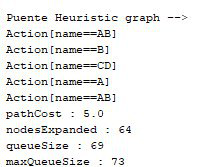 Puente Heuristic graph -->
Action[name==AB]
Action[name==B]
Action[name==CD]
Action[name==A]
Action[name==AB]
pathCost : 5.0
nodesExpanded : 64
queueSize : 69
maxQueueSize : 73